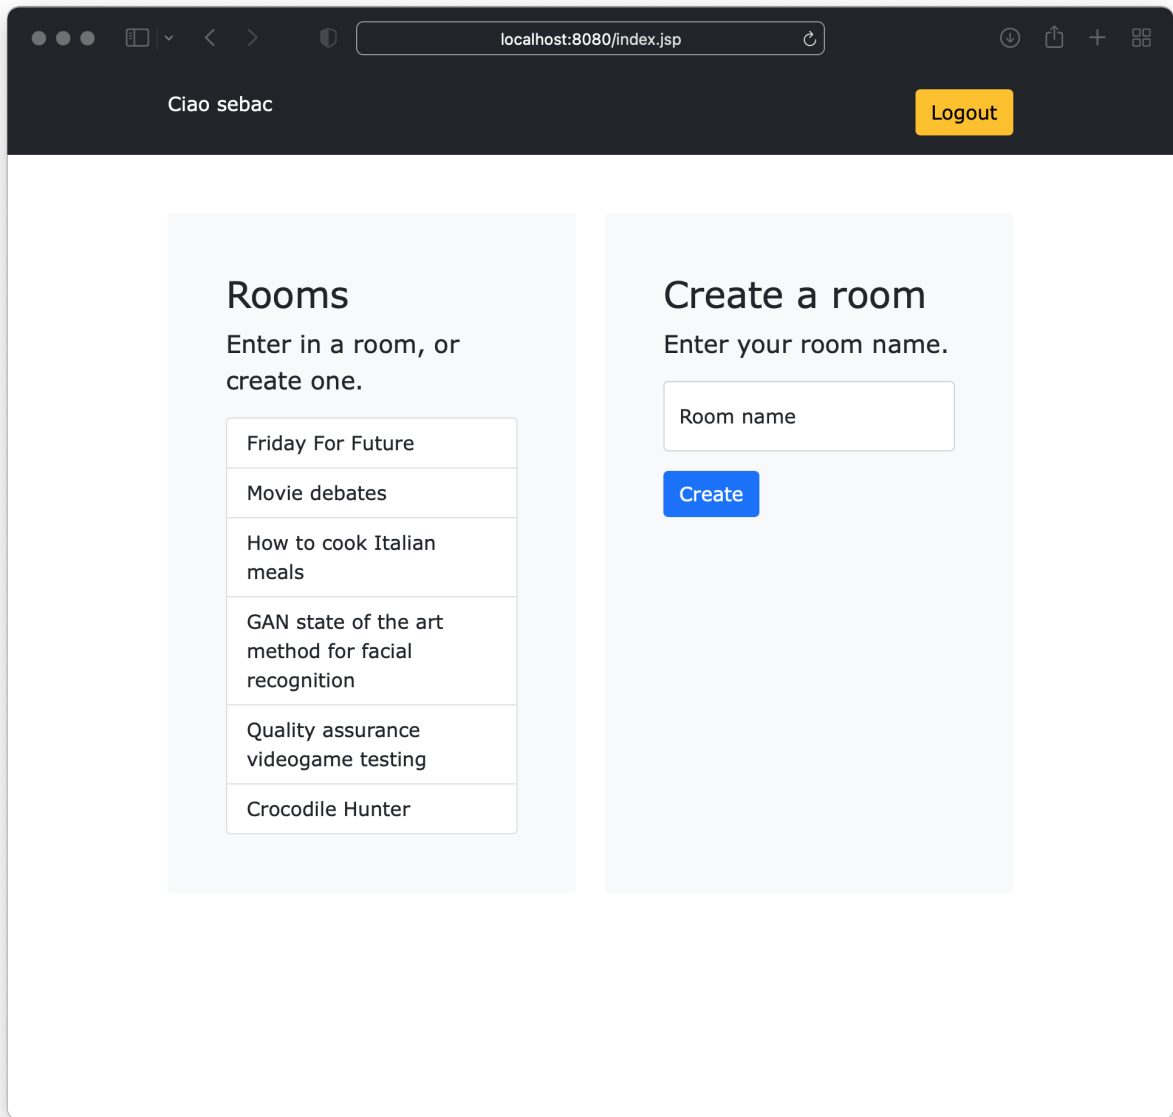 localhost:8080/index.jsp
Ciao sebac
Logout
Rooms
Enter in a room, or
create one.
Friday For Future
Movie debates
How to cook Italian
meals
GAN state of the art
method for facial
recognition
Quality assurance
videogame testing
Crocodile Hunter
Create a room
Enter your room name.
Room name
Create